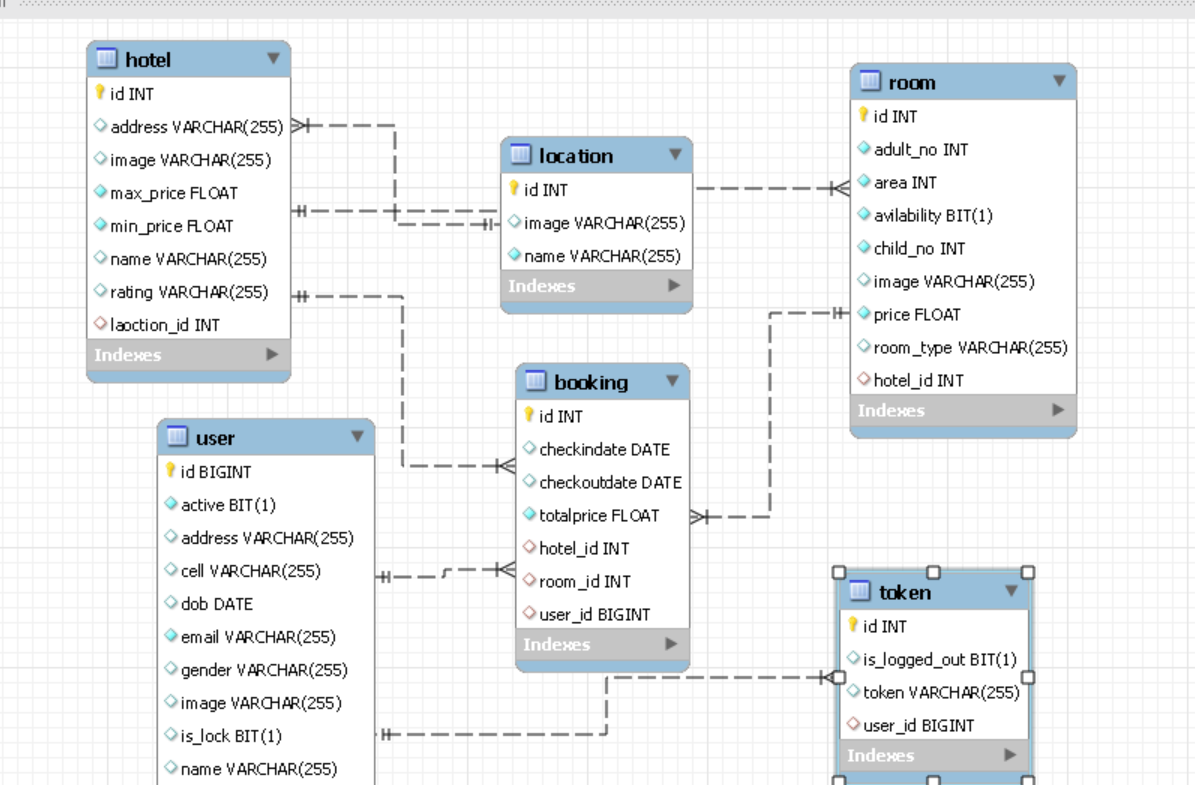 hotel
id INT
address VARCHAR(255)
image VARCHAR(255)
max_price FLOAT
min_price FLOAT
name VARCHAR(255)
rating VARCHAR(255)
laoction_id INT
Indexes
location
id INT
image VARCHAR(255)
name VARCHAR(255)
Indexes
room
id INT
adult_no INT
area INT
avilability BIT(1)
child_no INT
image VARCHAR(255)
price FLOAT
room_type VARCHAR(255)
hotel_id INT
Indexes
booking
id INT
checkindate DATE
checkoutdate DATE
totalprice FLOAT
hotel_id INT
room_id INT
user_id BIGINT
Indexes
user
id BIGINT
active BIT(1)
address VARCHAR(255)
cell VARCHAR(255)
dob DATE
email VARCHAR(255)
gender VARCHAR(255)
image VARCHAR(255)
is_lock BIT(1)
name VARCHAR(255)
token
id INT
is_logged_out BIT(1)
token VARCHAR(255)
user_id BIGINT
Indexes